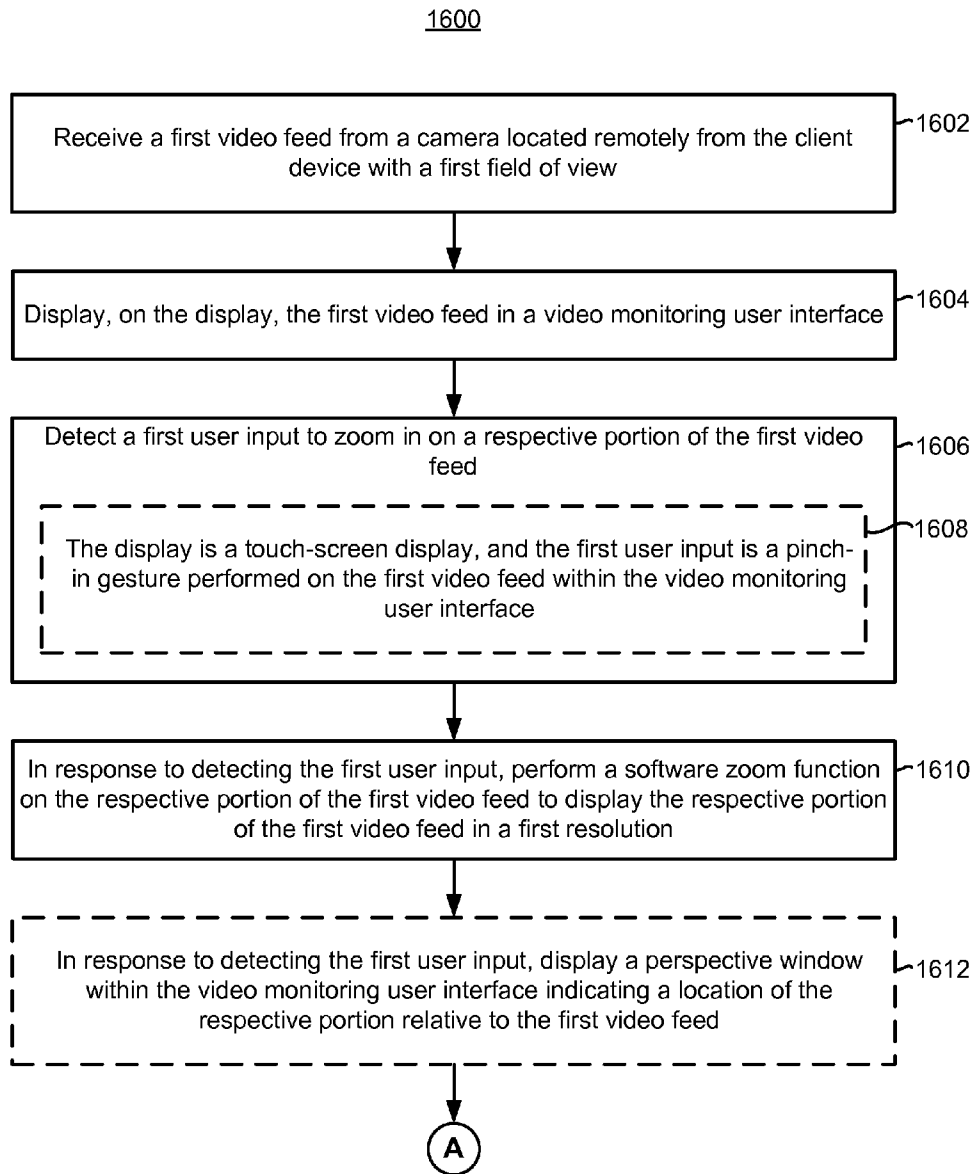 1600
Receive a first video feed from a camera located remotely from the client
device with a first field of view
1602
Display, on the display, the first video feed in a video monitoring user interface
1604
Detect a first user input to zoom in on a respective portion of the first video
feed
1606
The display is a touch-screen display, and the first user input is a pinch-
in gesture performed on the first video feed within the video monitoring
user interface
1608
In response to detecting the first user input, perform a software zoom function
on the respective portion of the first video feed to display the respective portion
of the first video feed in a first resolution
1610
In response to detecting the first user input, display a perspective window
within the video monitoring user interface indicating a location of the
respective portion relative to the first video feed
1612
A